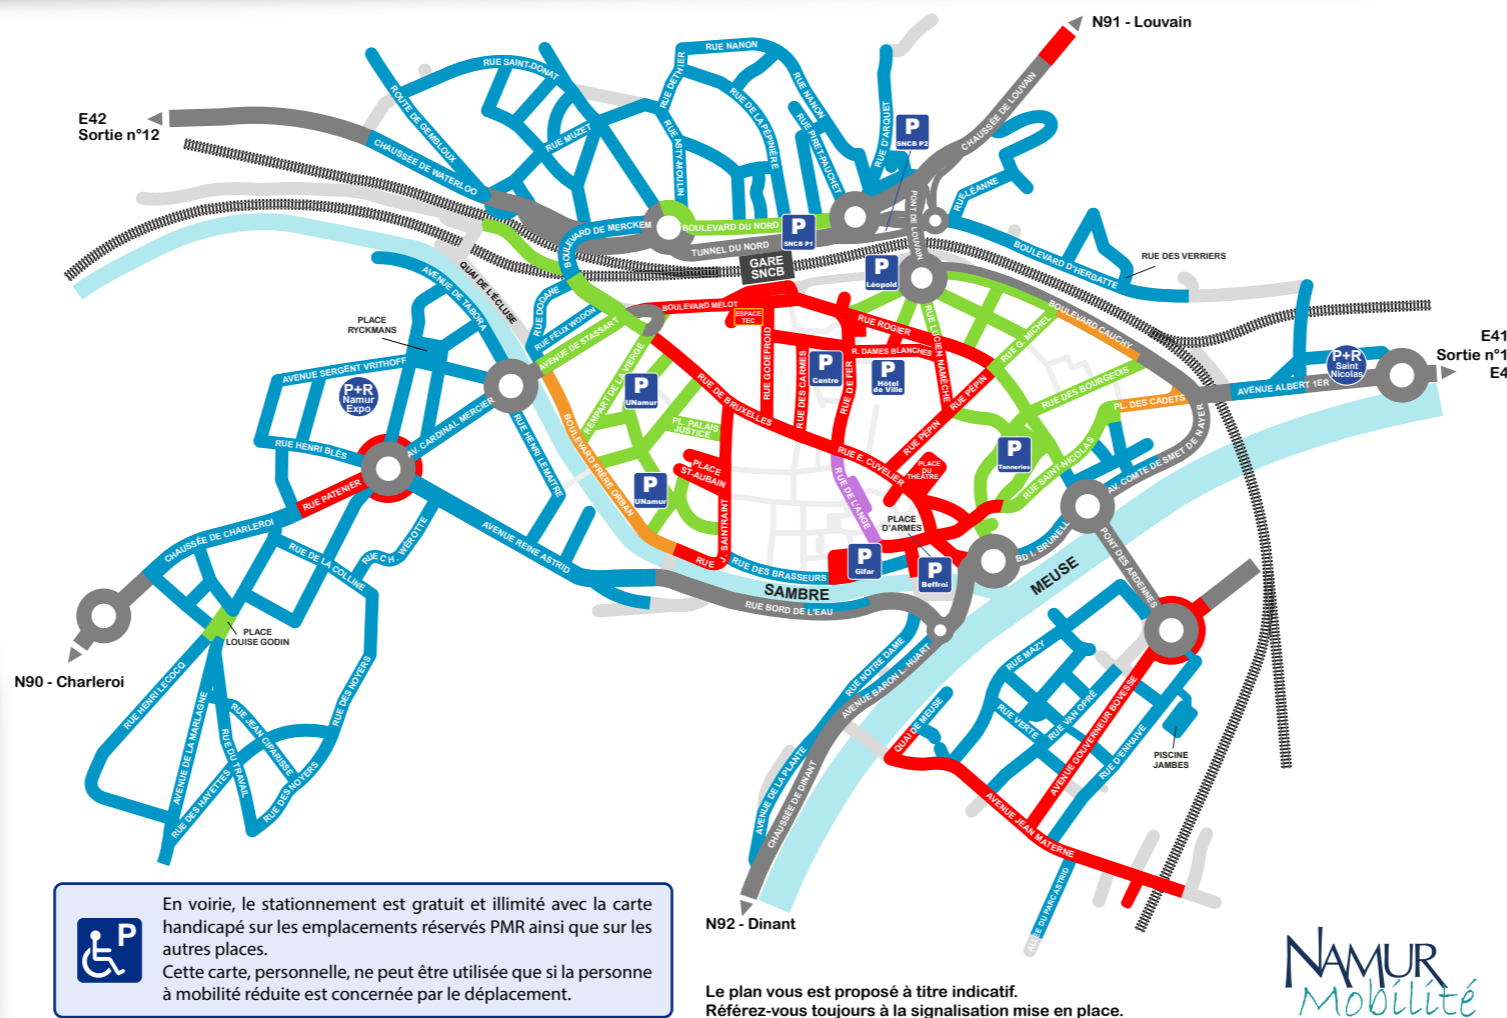 N91 - Louvain
RUE NANON
RUE SAINT-DONAT
RUE DETHIER
RUE NANON
ROUTE DE GEMBLOUX
RUE DE LA PÉPINIÈRE
CHAUSSÉE DE LOUVAIN
E42
Sortie n°12
RUE D'ARQUET
P
SNCB P2
RUE MUZET
RUE PIRET-PAUCHET
CHAUSSÉE DE WATERLOO
RUE ASTY-MOULIN
RUE LÉANNE
BOULEVARD DE MERCKEM
BOULEVARD DU NORD
P
SNCB P1
PONT DE LOUVAIN
TUNNEL DU NORD
BOULEVARD D'HERBATTE
RUE DES VERRIERS
GARE
SNCB
P
Léopold
QUAI DE L'ÉCLUSE
AVENUE DE TABORA
RUE DODANE
BOULEVARD MÉLOT
ESPACE
TEC
RUE ROGIER
RUE LUCIEN NAMÈCHE
RUE G. MICHEL
BOULEVARD CAUCHY
PLACE
RYCKMANS
RUE FÉLIX WODON
AVENUE DE STASSART
E41
Sortie n°1
E4
RUE GODEFROID
R. DAMES BLANCHES
AVENUE SERGENT VRITHOFF
P+R
Namur
Expo
REMPART DE LA VIERGE
P
UNamur
RUE DE BRUXELLES
RUE DES CARMES
P
Centre
RUE DE FER
P
Hôtel
de Ville
RUE PÉPIN
RUE DES BOURGEOIS
P+R
Saint
Nicolas
AVENUE ALBERT 1ER
PL. DES CADETS
AV. CARDINAL MERCIER
RUE HENRI LEMAITRE
BOULEVARD FRÈRE ORBAN
PL. PALAIS
JUSTICE
RUE PÉPIN
RUE HENRI BLÈS
PLACE
ST-AUBAIN
RUE E. CUVELIER
PLACE
DU
THÉÂTRE
P
Tanneries
RUE SAINT-NICOLAS
AV. COMTE DE SMET DE NAYER
RUE PATENIER
P
UNamur
RUE DE L'ANGE
PLACE
D'ARMES
CHAUSSÉE DE CHARLEROI
RUE CH. WÉROTTE
AVENUE REINE ASTRID
RUE J. SAINTRAINT
RUE DE LA COLLINE
RUE DES BRASSEURS
P
Gifar
P
Beffroi
BD I. BRUNELL
MEUSE
PONT DES ARDENNES
SAMBRE
RUE BORD DE L'EAU
PLACE
LOUISE GODIN
N90 - Charleroi
RUE HENRI LECOCQ
RUE DES NOYERS
RUE NOTRE DAME
AVENUE BARON L. HUART
RUE MAZY
AVENUE DE LA MARLAGNE
RUE JEAN CIPARISSE
RUE DU TRAVAIL
RUE DES HAYETTES
RUE DES NOYERS
QUAI DE MEUSE
RUE VERTE
RUE VAN OPRÉ
AVENUE GOUVERNEUR BOVESSE
RUE D'ENHAIVE
PISCINE
JAMBES
AVENUE DE LA PLANTE
CHAUSSÉE DE DINANT
AVENUE JEAN MATERNE
ALLÉE DU PARC ASTRID
N92 - Dinant
P
En voirie, le stationnement est gratuit et illimité avec la carte
handicapé sur les emplacements réservés PMR ainsi que sur les
autres places.
Cette carte, personnelle, ne peut être utilisée que si la personne
à mobilité réduite est concernée par le déplacement.
Le plan vous est proposé à titre indicatif.
Référez-vous toujours à la signalisation mise en place.
NAMUR
Mobilité